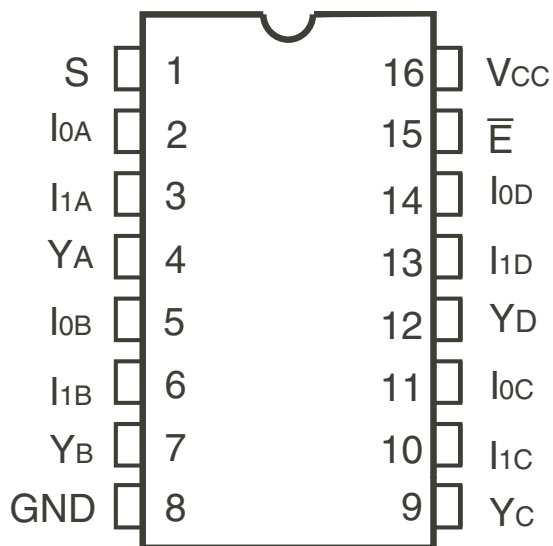 S 1 16 VCC
I0A 2 15 E̅
I1A 3 14 I0D
YA 4 13 I1D
I0B 5 12 YD
I1B 6 11 I0C
YB 7 10 I1C
GND 8 9 YC